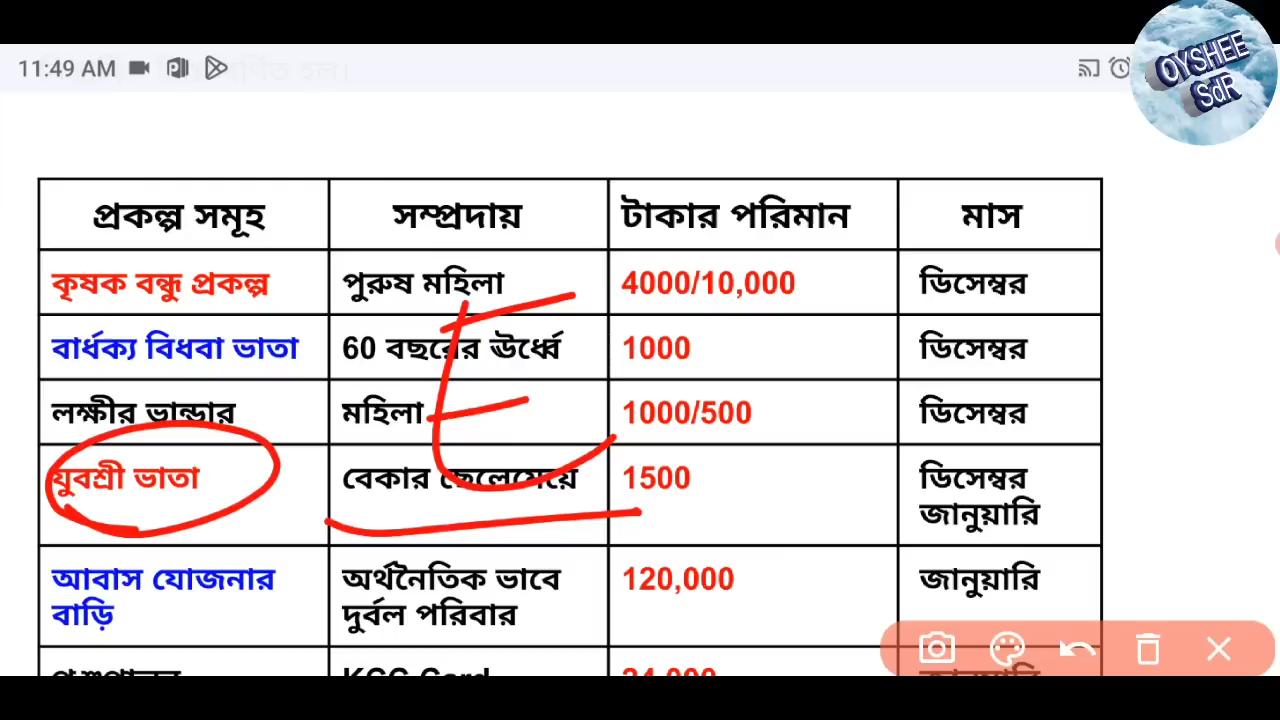 11:49 AM
OYSHEE
SdR
প্রকল্প সমূহ সম্প্রদায় টাকার পরিমান মাস
কৃষক বন্ধু প্রকল্প পুরুষ মহিলা 4000/10,000 ডিসেম্বর
বার্ধক্য বিধবা ভাতা 60 বছরের ঊর্ধ্বে 1000 ডিসেম্বর
লক্ষীর ভান্ডার মহিলা 1000/500 ডিসেম্বর
যুবশ্রী ভাতা বেকার ছেলেমেয়ে 1500 ডিসেম্বর
জানুয়ারি
আবাস যোজনার অর্থনৈতিক ভাবে 120,000 জানুয়ারি
বাড়ি দুর্বল পরিবার